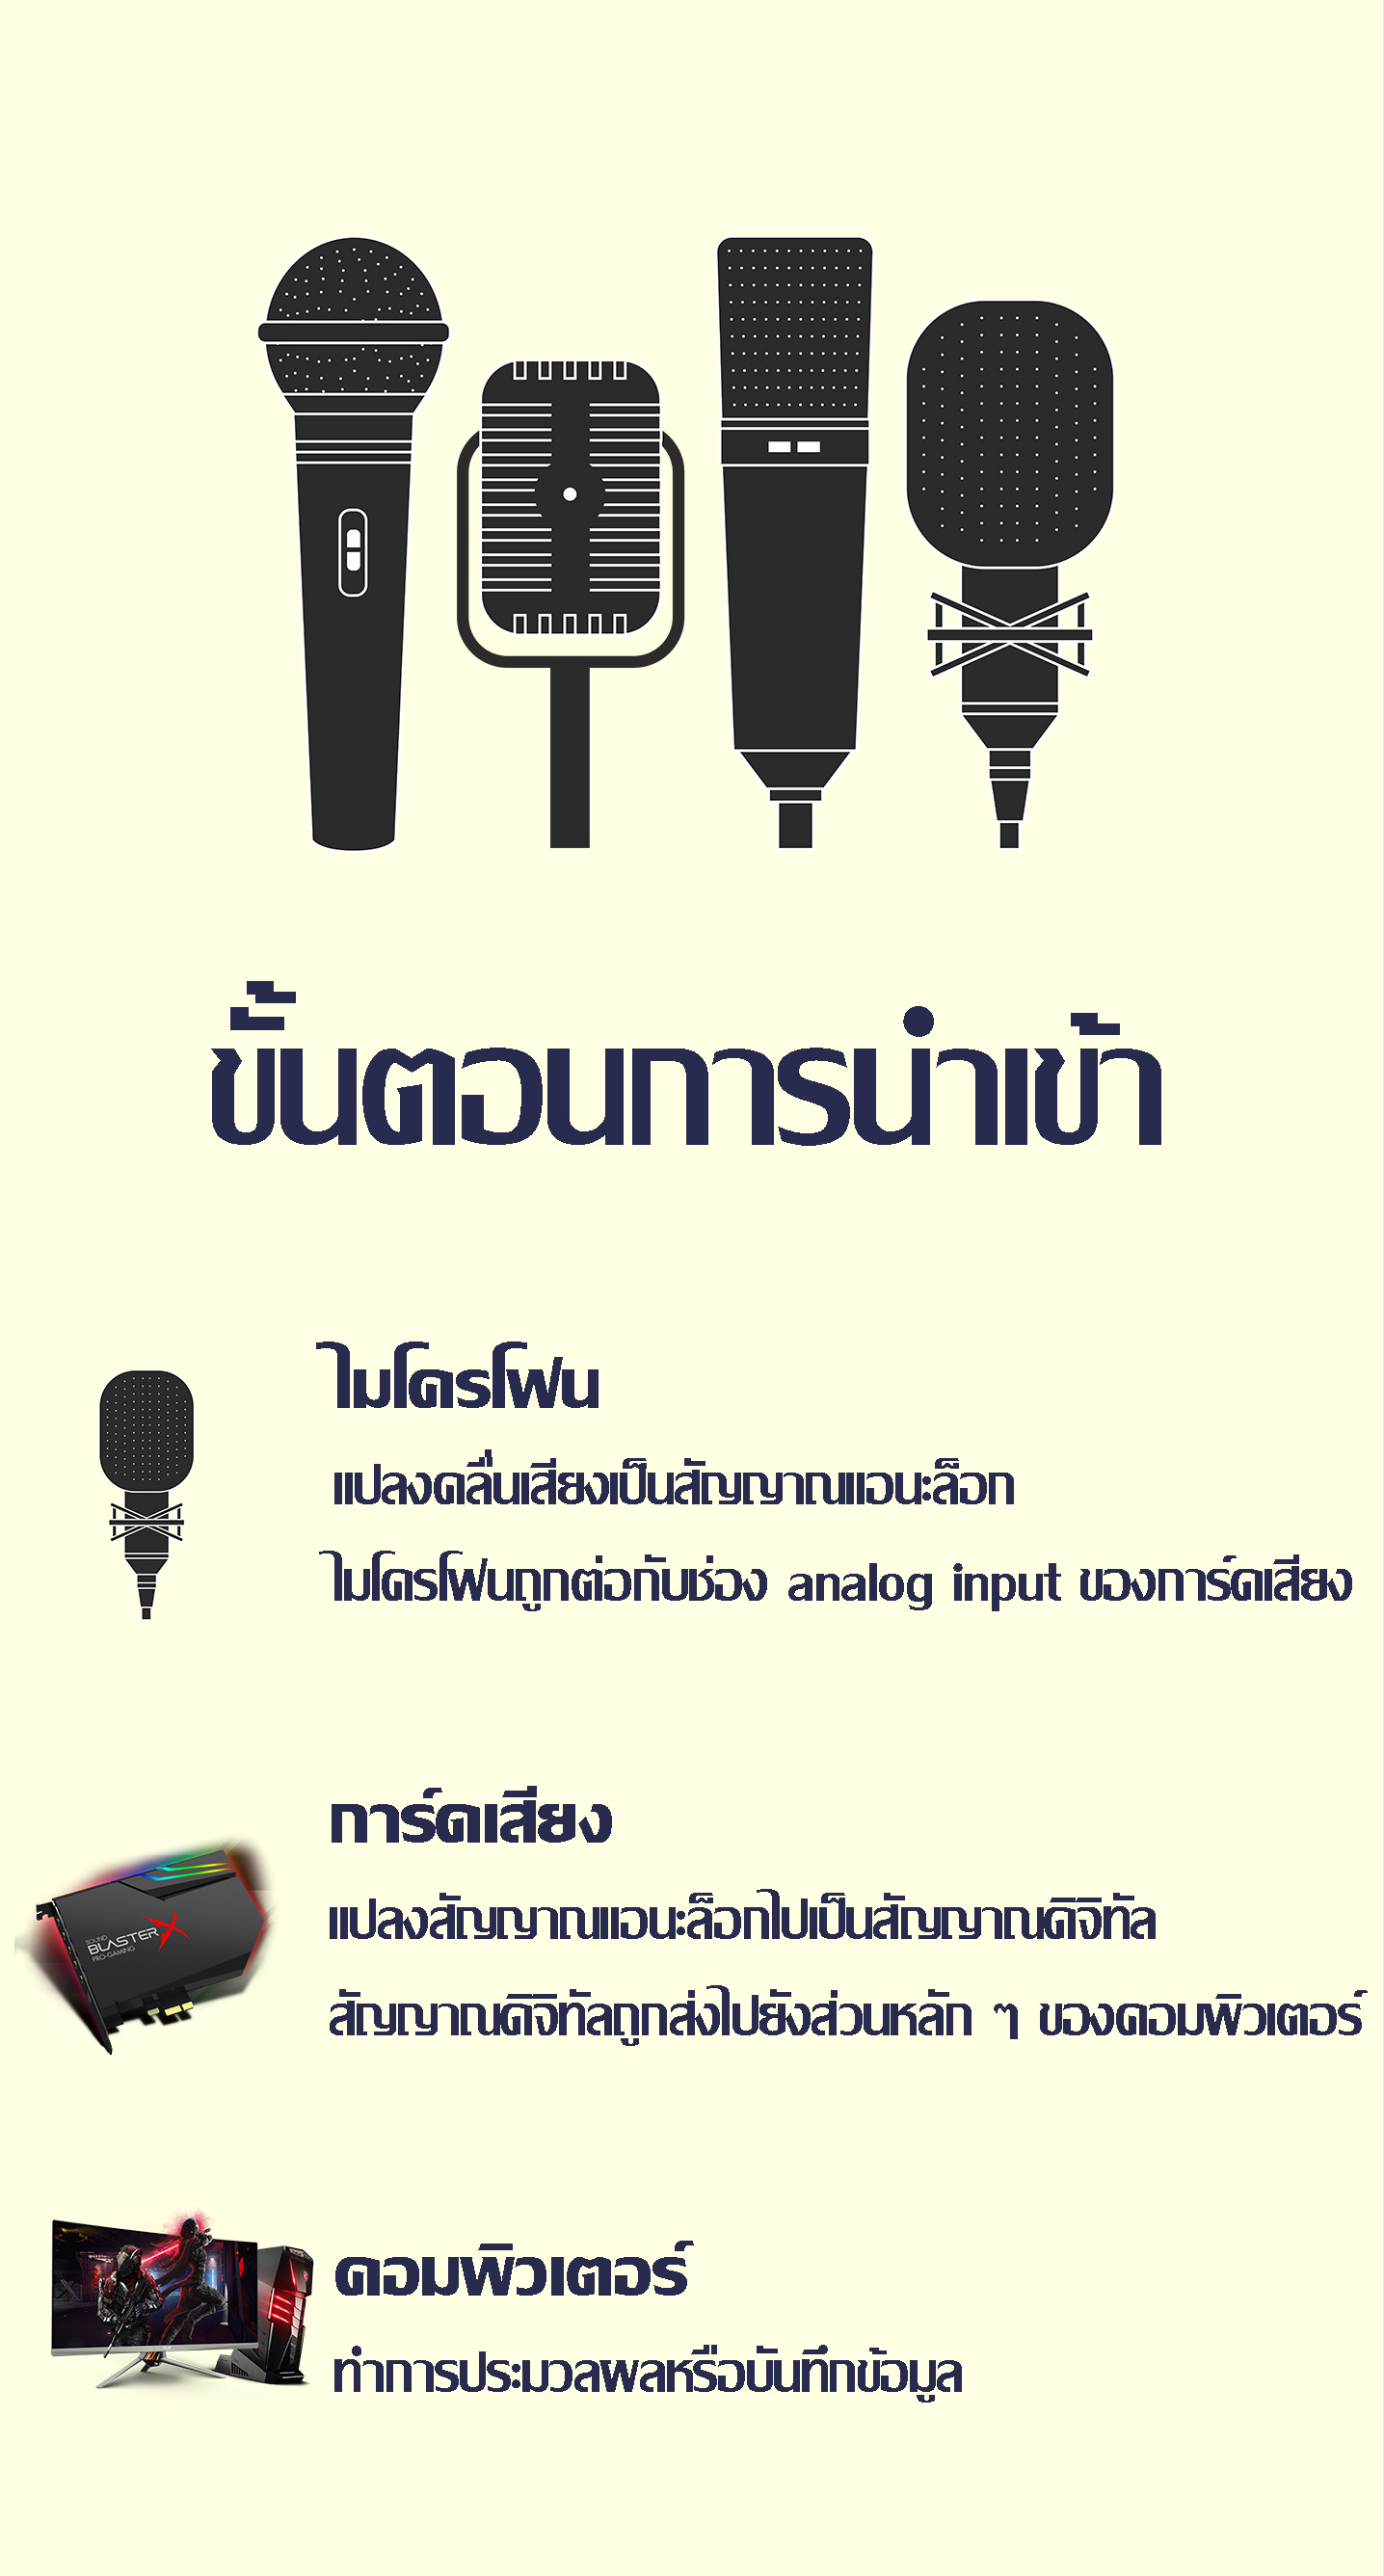 ขั้นตอนการนำเข้า
ไมโครโฟน
แปลงคลื่นเสียงเป็นสัญญาณแอนะล็อก
ไมโครโฟนถูกต่อกับช่อง analog input ของการ์ดเสียง
การ์ดเสียง
SOUND
BLASTERX
PRO-GAMING
แปลงสัญญาณแอนะล็อกไปเป็นสัญญาณดิจิทัล
สัญญาณดิจิทัลถูกส่งไปยังส่วนหลัก ๆ ของคอมพิวเตอร์
คอมพิวเตอร์
ทำการประมวลผลหรือบันทึกข้อมูล